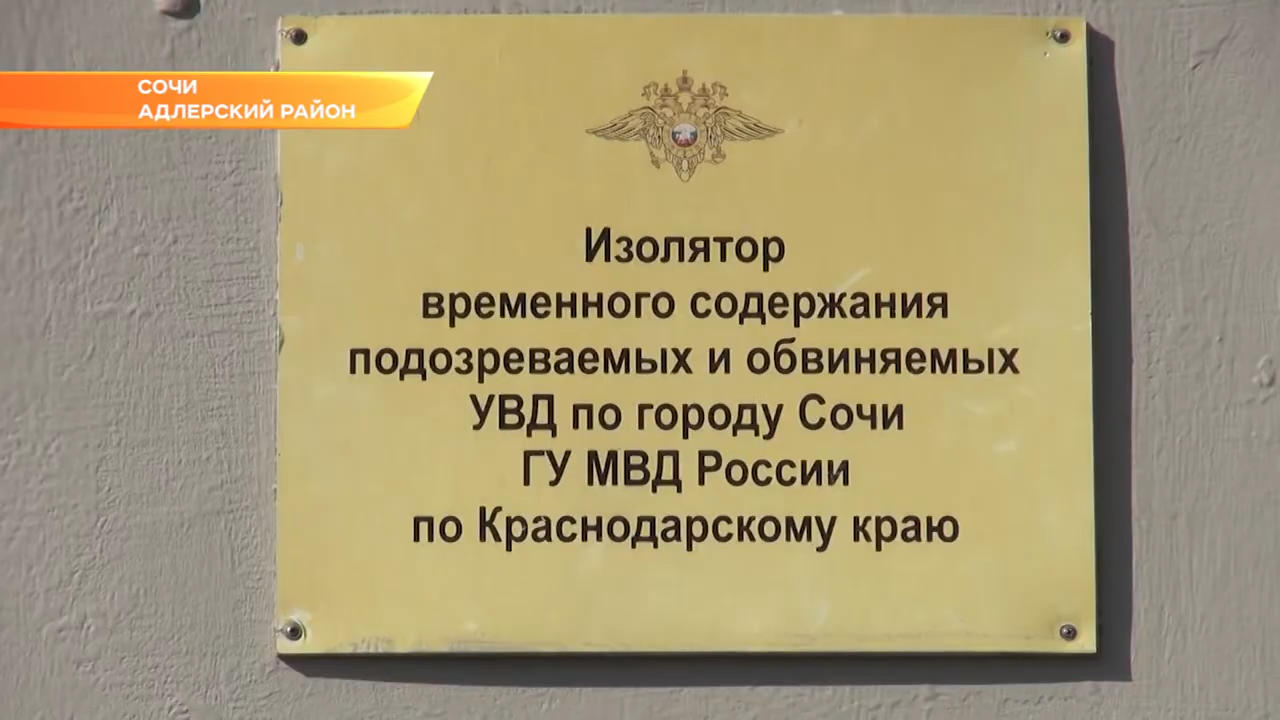 СОЧИ
АДЛЕРСКИЙ РАЙОН
Изолятор
временного содержания
подозреваемых и обвиняемых
УВД по городу Сочи
ГУ МВД России
по Краснодарскому краю